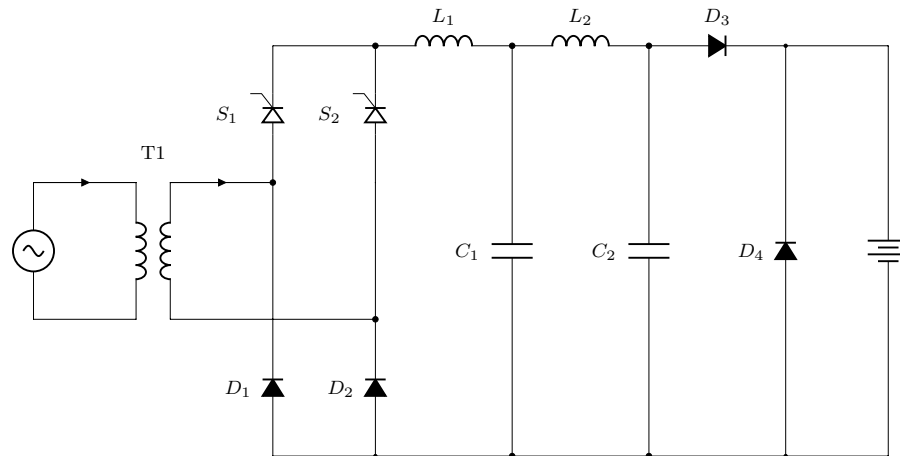 L₁
L₂
D₃
S₁
S₂
T1
C₁
C₂
D₄
D₁
D₂